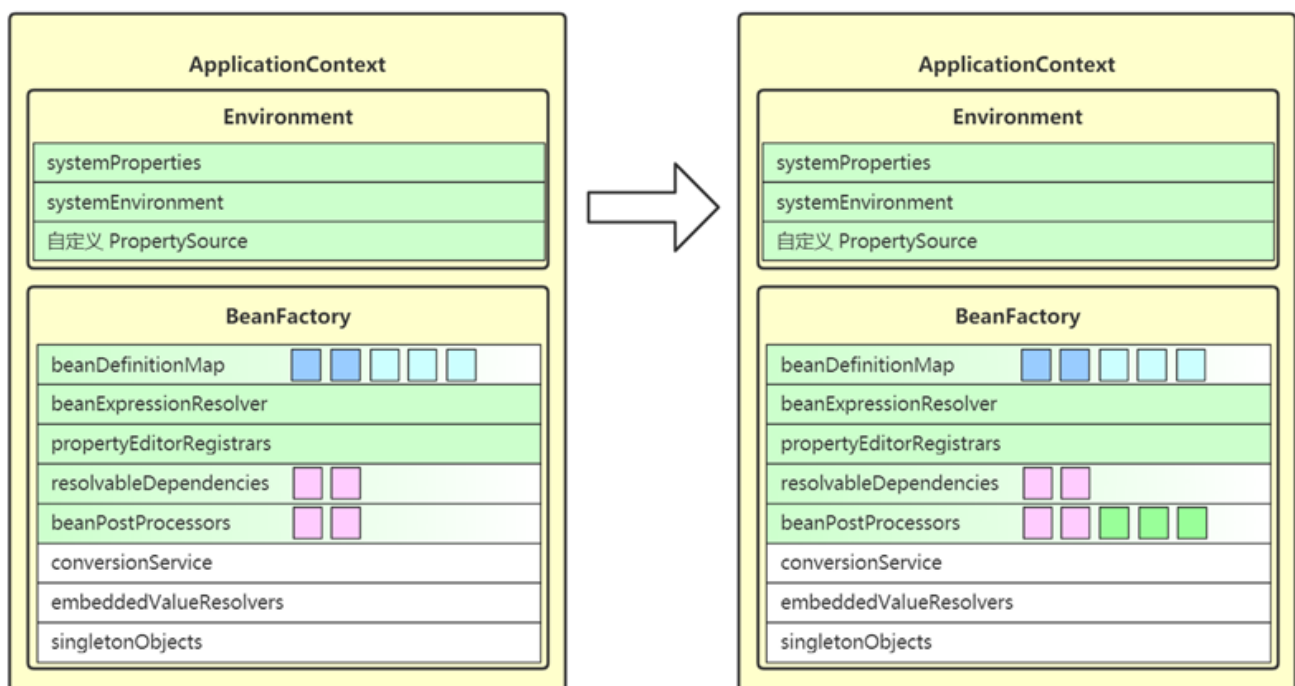 ApplicationContext
Environment
systemProperties
systemEnvironment
自定义 PropertySource
BeanFactory
beanDefinitionMap
beanExpressionResolver
propertyEditorRegistrars
resolvableDependencies
beanPostProcessors
conversionService
embeddedValueResolvers
singletonObjects
ApplicationContext
Environment
systemProperties
systemEnvironment
自定义 PropertySource
BeanFactory
beanDefinitionMap
beanExpressionResolver
propertyEditorRegistrars
resolvableDependencies
beanPostProcessors
conversionService
embeddedValueResolvers
singletonObjects